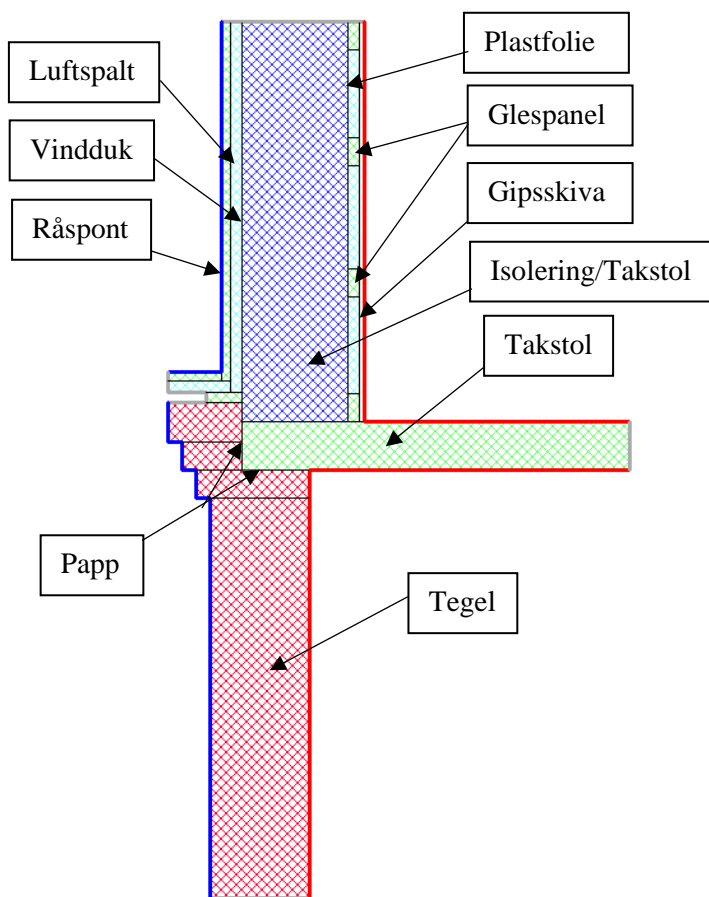 Plastfolie
Luftspalt
Glespanel
Vindduk
Gipsskiva
Råspont
Isolering/Takstol
Takstol
Papp
Tegel